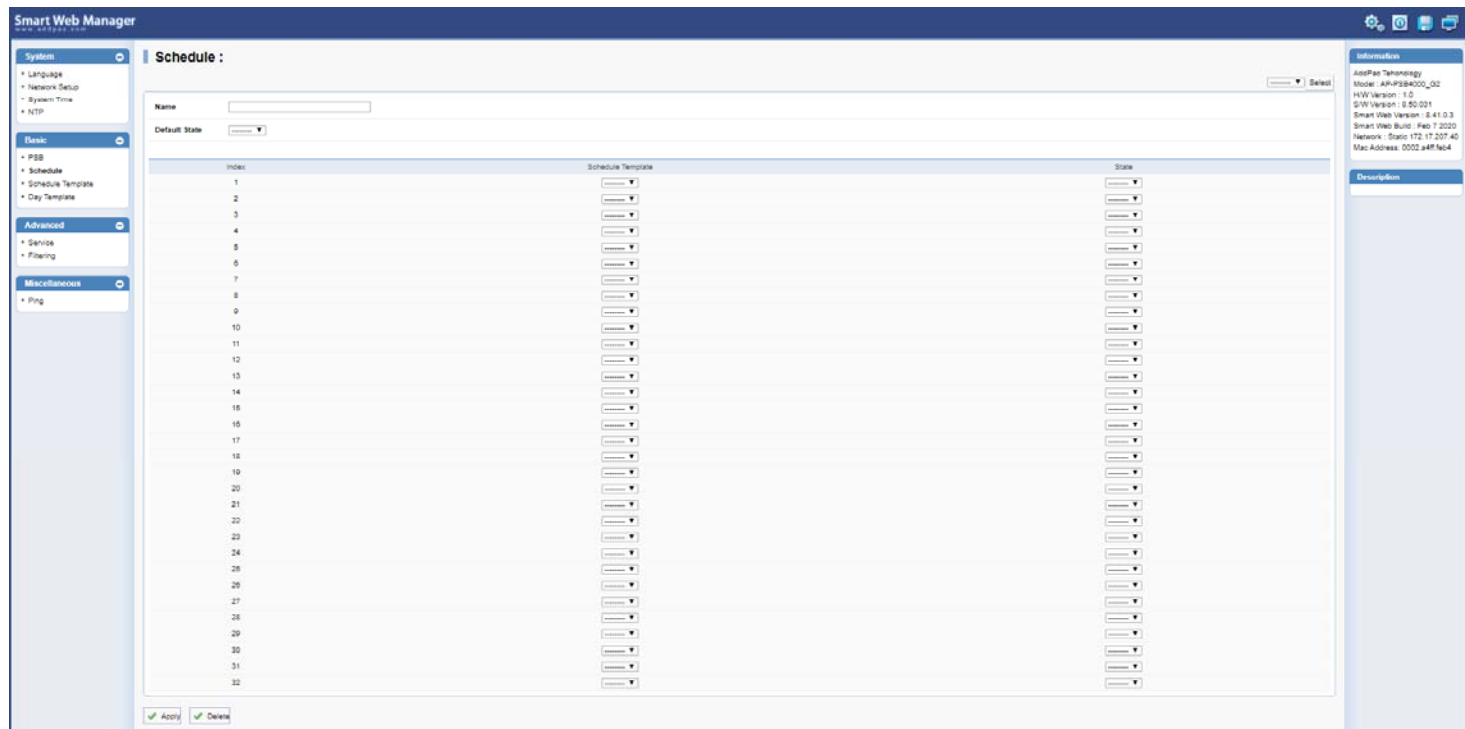 Smart Web Manager
www.addpac.com
System
Language
Network Setup
System Time
NTP
Basic
PSB
Schedule
Schedule Template
Day Template
Advanced
Service
Filtering
Miscellaneous
Ping
Schedule :
-------- Select
Name
Default State --------
Index Schedule Template State
1 -------- --------
2 -------- --------
3 -------- --------
4 -------- --------
5 -------- --------
6 -------- --------
7 -------- --------
8 -------- --------
9 -------- --------
10 -------- --------
11 -------- --------
12 -------- --------
13 -------- --------
14 -------- --------
15 -------- --------
16 -------- --------
17 -------- --------
18 -------- --------
19 -------- --------
20 -------- --------
21 -------- --------
22 -------- --------
23 -------- --------
24 -------- --------
25 -------- --------
26 -------- --------
27 -------- --------
28 -------- --------
29 -------- --------
30 -------- --------
31 -------- --------
32 -------- --------
Apply Delete
Information
AddPac Tehonology
Model : AP-PSB4000_G2
H/W Version : 1.0
S/W Version : 8.50.031
Smart Web Version : 8.41.0.3
Smart Web Build : Feb 7 2020
Network : Static 172.17.207.40
Mac Address: 0002.a4ff.feb4
Description